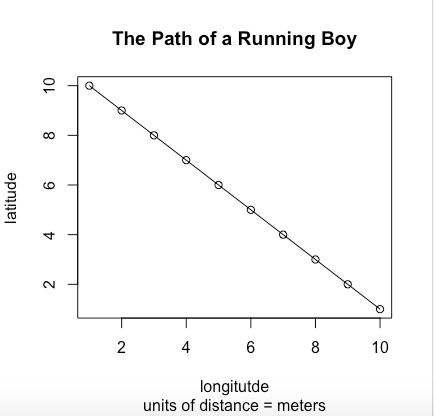 The Path of a Running Boy
10
8
6
4
2
latitude
2 4 6 8 10
longitutde
units of distance = meters